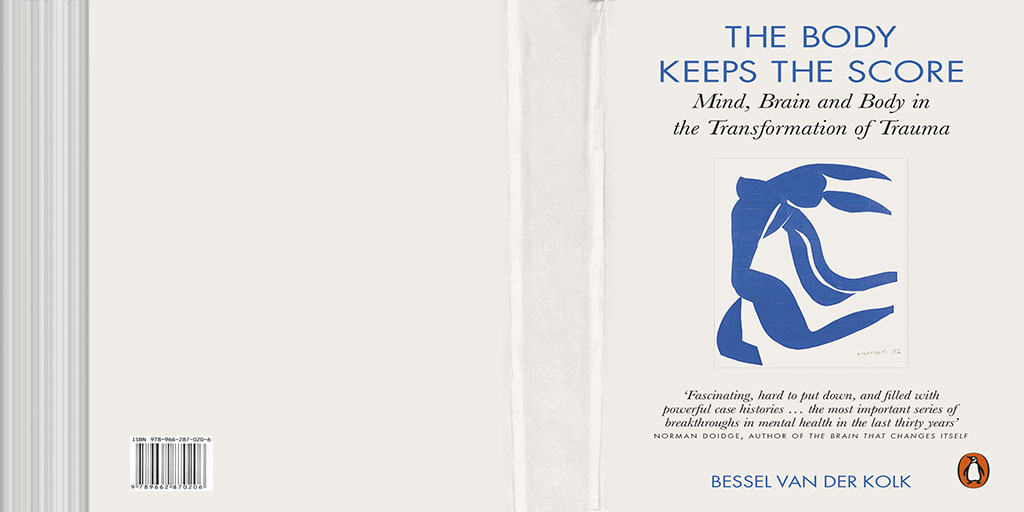 THE BODY
KEEPS THE SCORE
Mind, Brain and Body in
the Transformation of Trauma
‘Fascinating, hard to put down, and filled with
powerful case histories … the most important series of
breakthroughs in mental health in the last thirty years’
NORMAN DOIDGE, AUTHOR OF THE BRAIN THAT CHANGES ITSELF
BESSEL VAN DER KOLK
ISBN 978-966-287-020-6
9 789662 870206